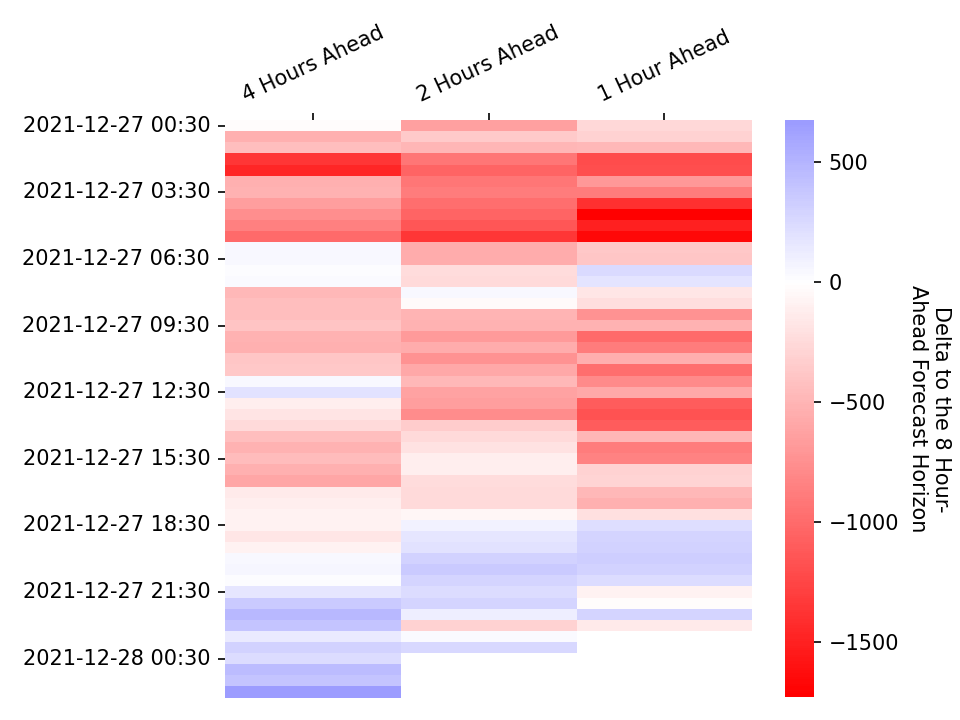 4 Hours Ahead
2 Hours Ahead
1 Hour Ahead
2021-12-27 00:30
2021-12-27 03:30
2021-12-27 06:30
2021-12-27 09:30
2021-12-27 12:30
2021-12-27 15:30
2021-12-27 18:30
2021-12-27 21:30
2021-12-28 00:30
500
0
−500
−1000
−1500
Delta to the 8 Hour-
Ahead Forecast Horizon